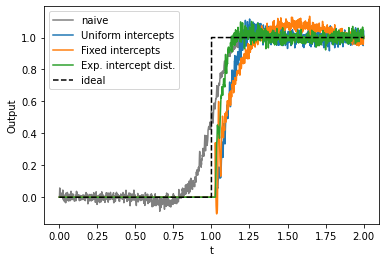 naive
Uniform intercepts
Fixed intercepts
Exp. intercept dist.
ideal
Output
1.0
0.8
0.6
0.4
0.2
0.0
0.00 0.25 0.50 0.75 1.00 1.25 1.50 1.75 2.00
t